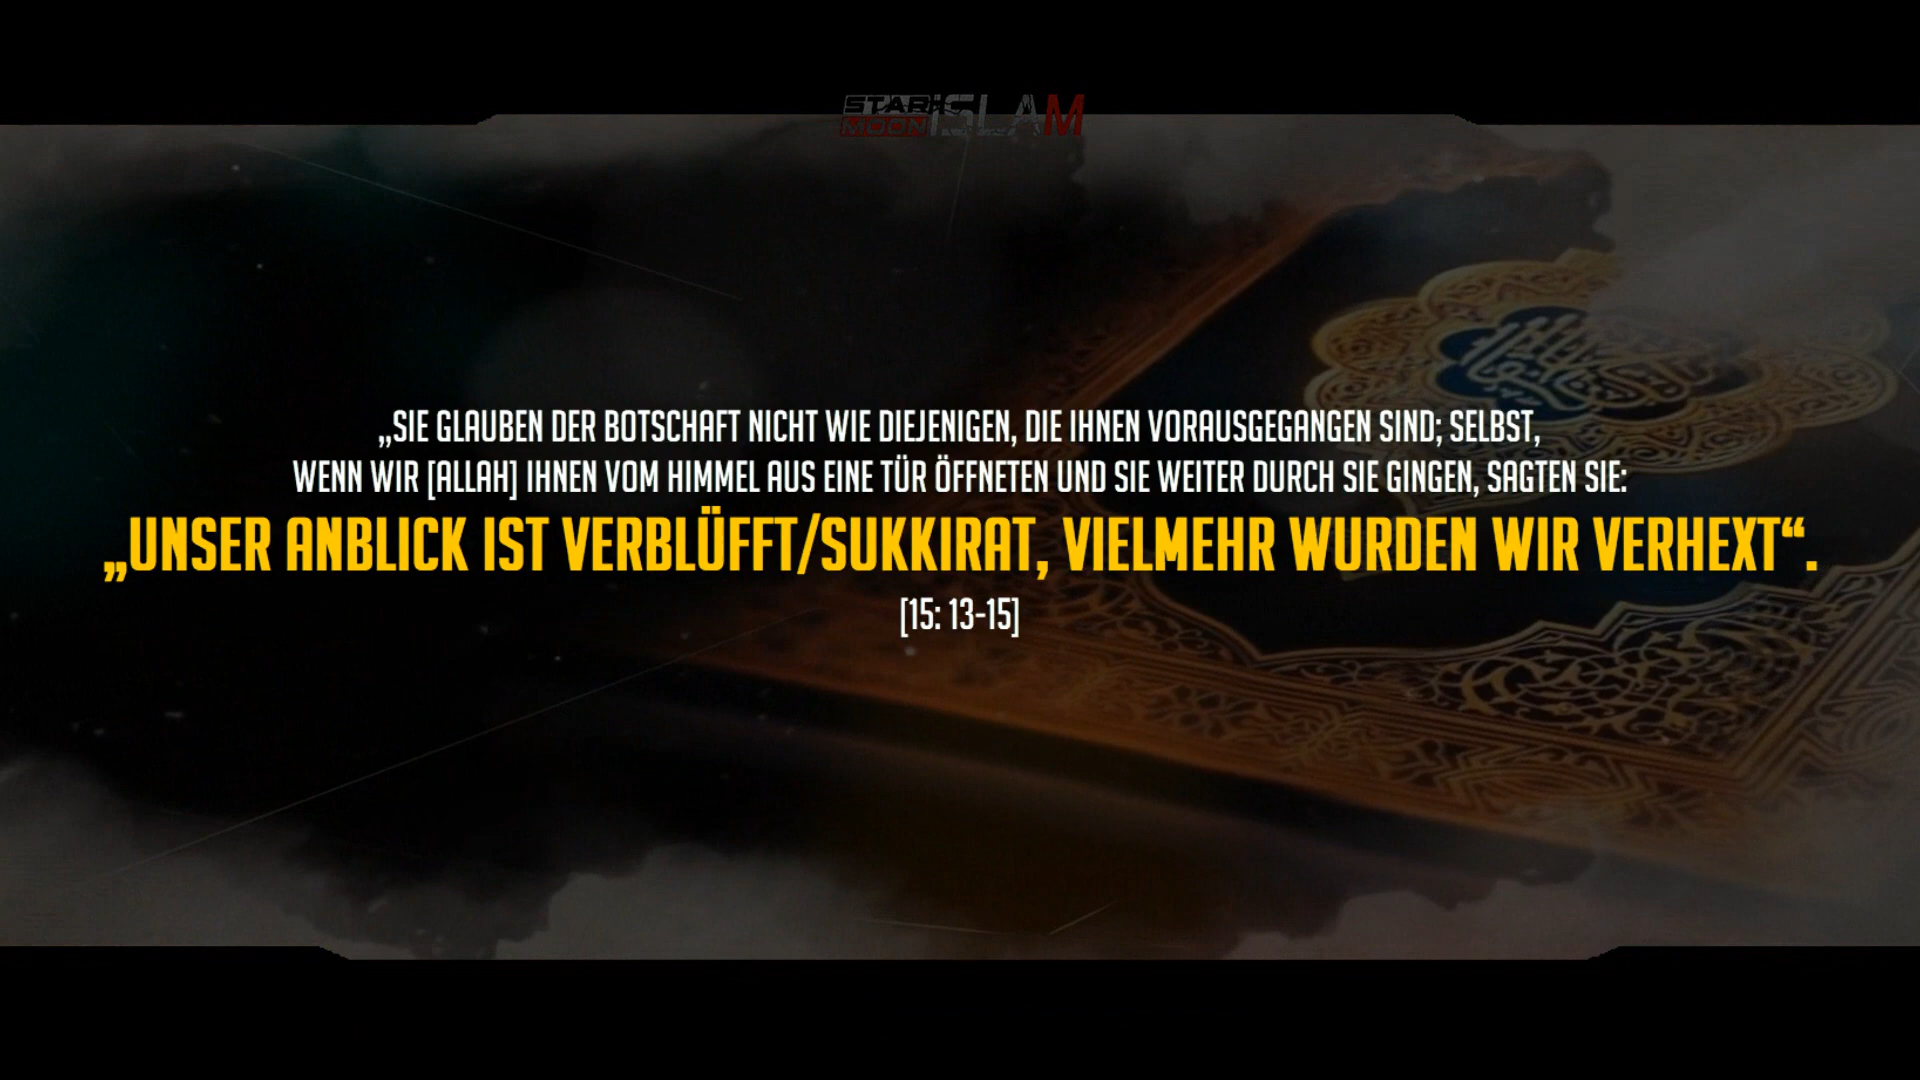 STAR
MOON ISLAM
„SIE GLAUBEN DER BOTSCHAFT NICHT WIE DIEJENIGEN, DIE IHNEN VORAUSGEGANGEN SIND; SELBST,
WENN WIR [ALLAH] IHNEN VOM HIMMEL AUS EINE TÜR ÖFFNETEN UND SIE WEITER DURCH SIE GINGEN, SAGTEN SIE:
„UNSER ANBLICK IST VERBLÜFFT/SUKKIRAT, VIELMEHR WURDEN WIR VERHEXT“.
[15: 13-15]